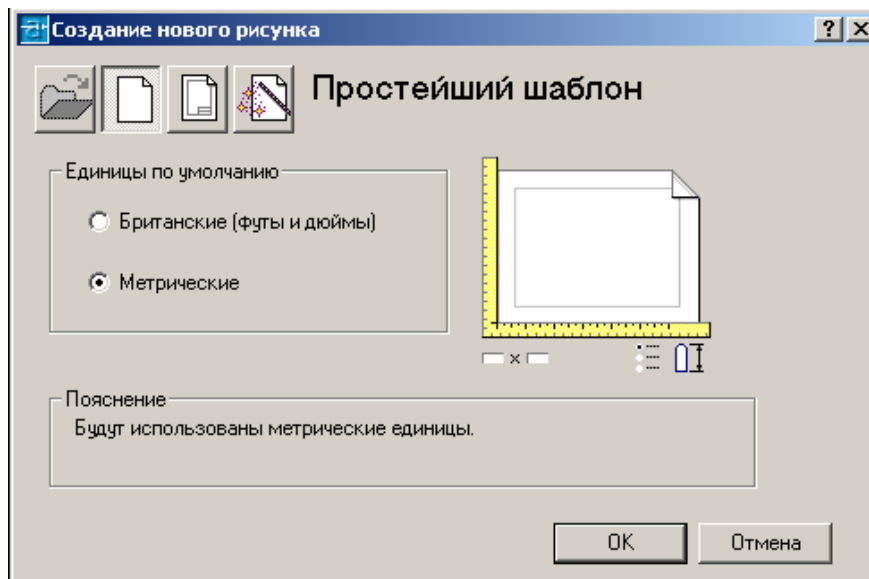 Создание нового рисунка
Простейший шаблон
Единицы по умолчанию
Британские (футы и дюймы)
Метрические
Пояснение
Будут использованы метрические единицы.
OK
Отмена